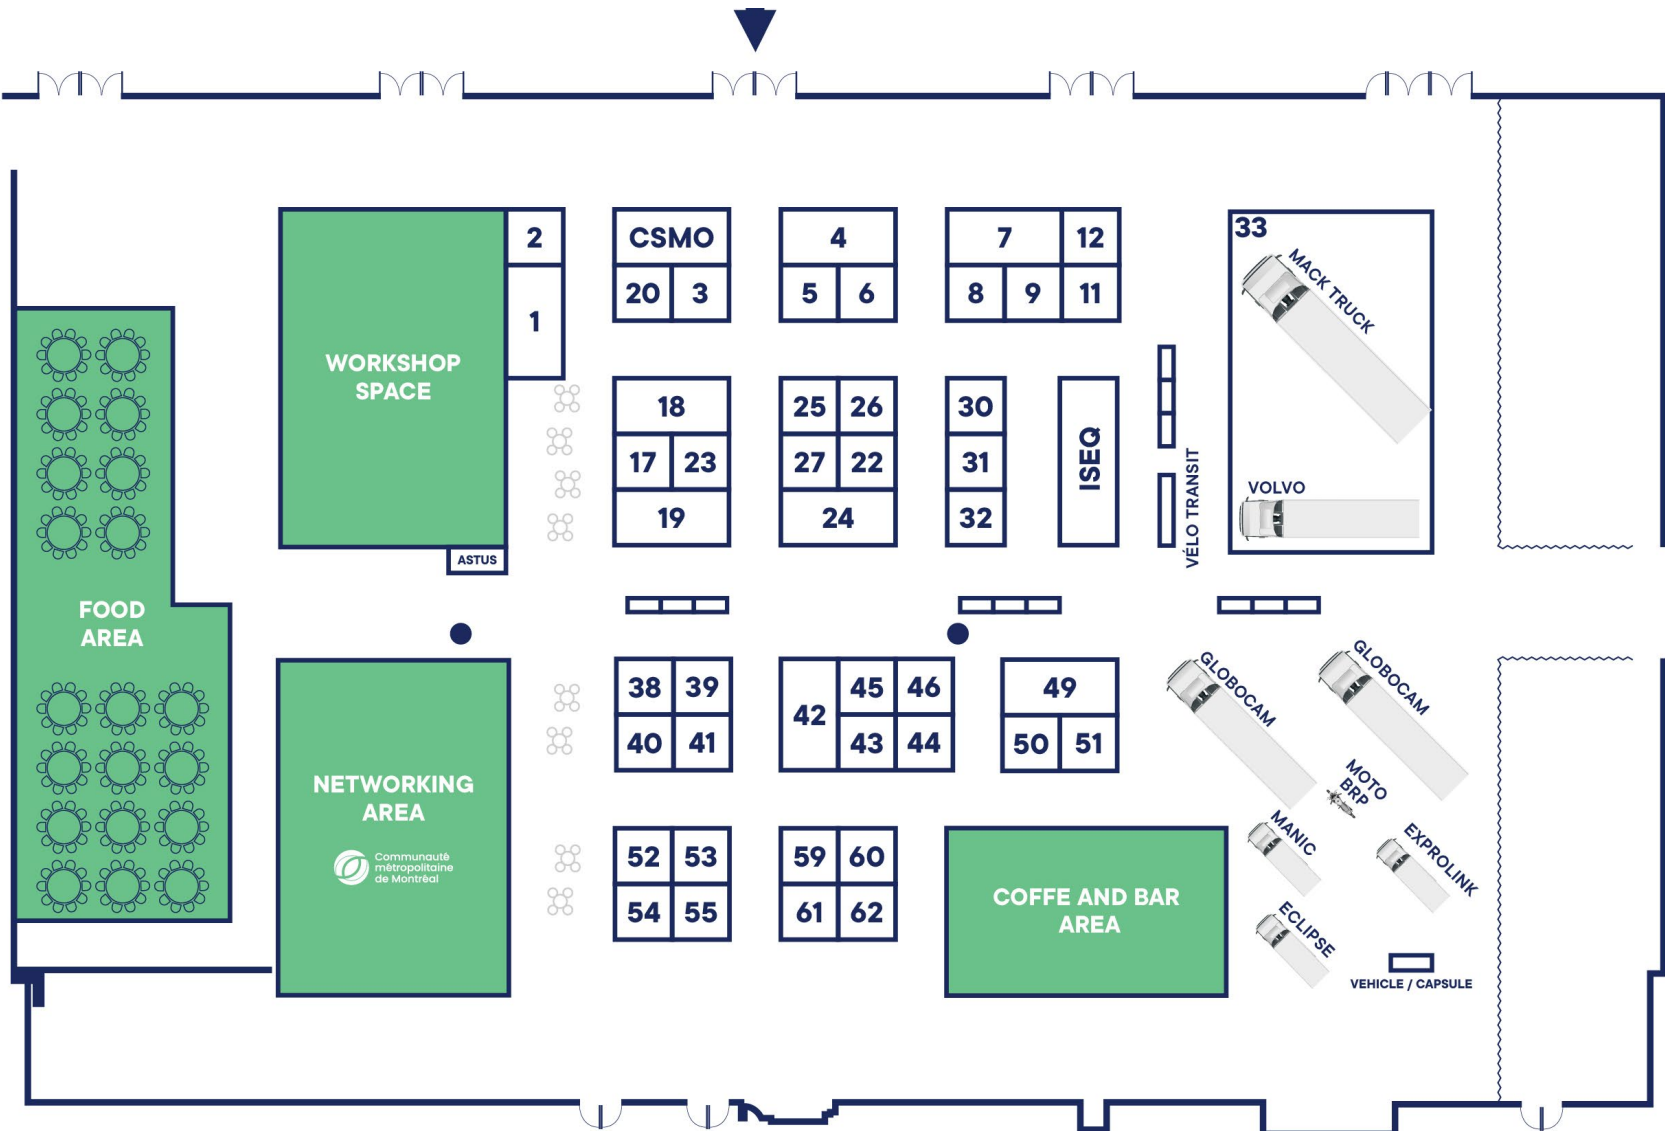 2
CSMO
4
7
12
33
20
3
5
6
8
9
11
1
MACK TRUCK
WORKSHOP
SPACE
18
25
26
30
ISEQ
17
23
27
22
31
19
24
32
VÉLO TRANSIT
VOLVO
ASTUS
FOOD
AREA
38
39
42
45
46
49
GLOBOCAM
GLOBOCAM
40
41
43
44
50
51
NETWORKING
AREA
Communauté
métropolitaine
de Montréal
MOTO
BRP
MANIC
EXPROLINK
52
53
59
60
54
55
61
62
COFFE AND BAR
AREA
ECLIPSE
VEHICLE / CAPSULE